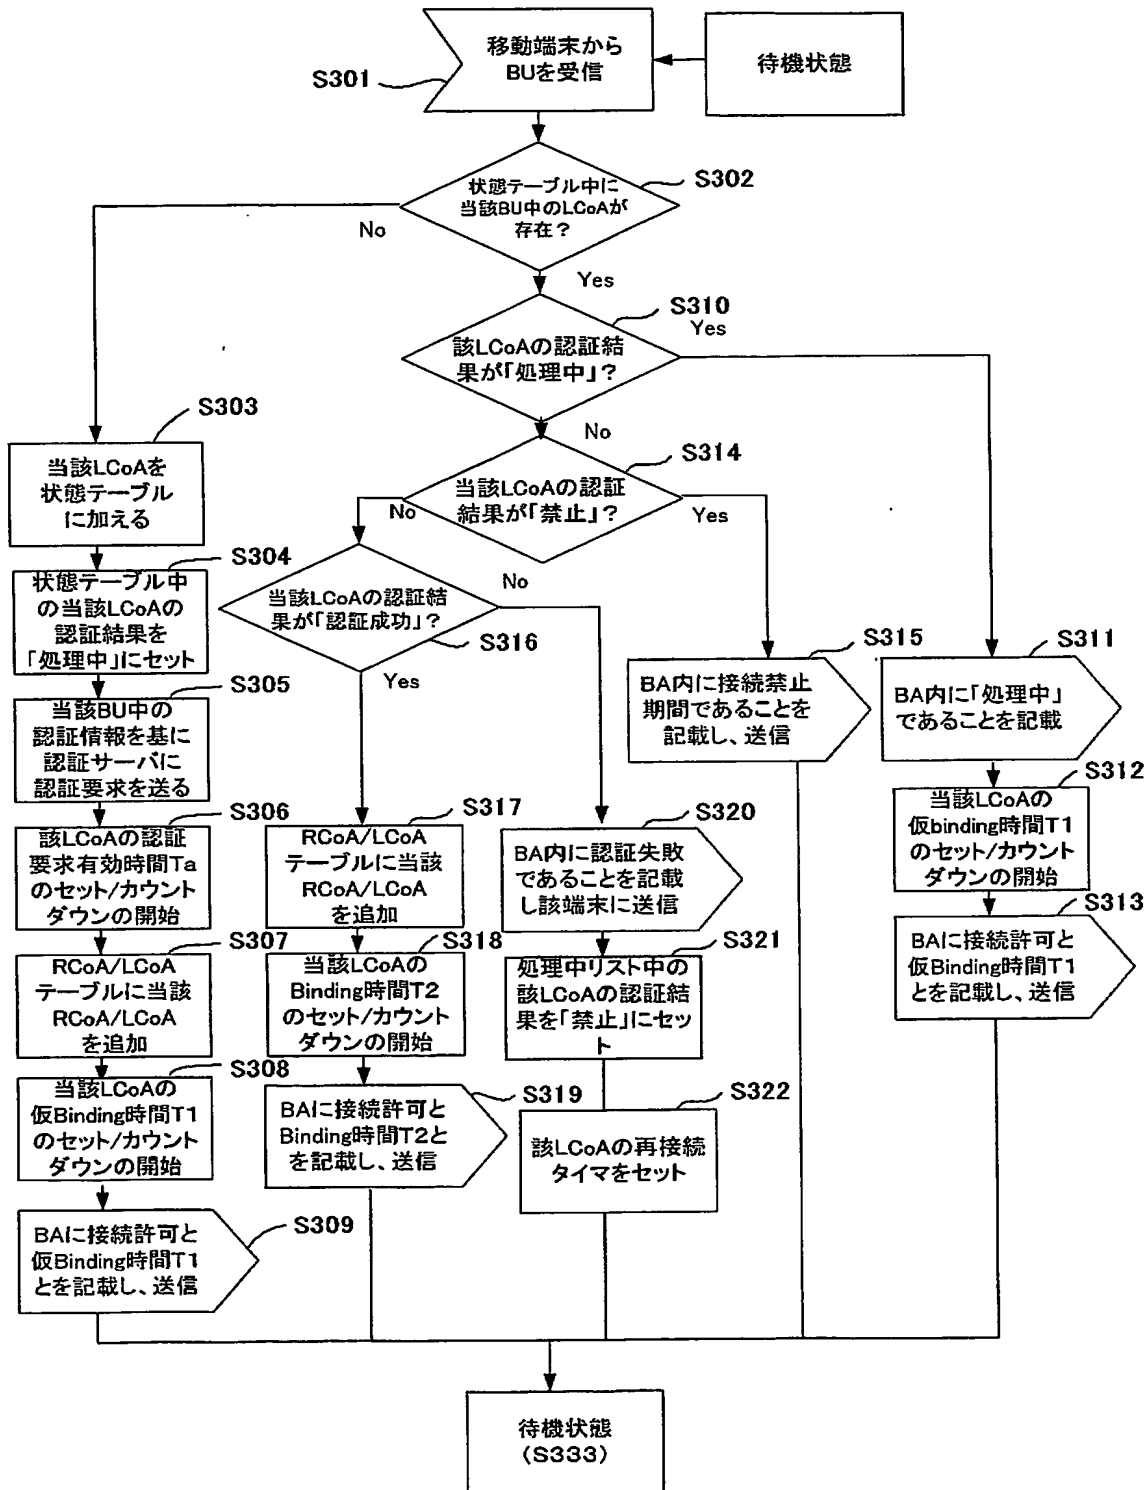 移動端末から
BUを受信
待機状態
S301
状態テーブル中に
当該BU中のLCoAが
存在?
S302
No
Yes
S310
該LCoAの認証結
果が「処理中」?
Yes
No
S303
当該LCoAを
状態テーブル
に加える
S314
当該LCoAの認証
結果が「禁止」?
No
Yes
S304
状態テーブル中
の当該LCoAの
認証結果を
「処理中」にセット
当該LCoAの認証結
果が「認証成功」?
No
S316
Yes
S315
BA内に接続禁止
期間であることを
記載し、送信
S311
BA内に「処理中」
であることを記載
S305
当該BU中の
認証情報を基に
認証サーバに
認証要求を送る
S312
当該LCoAの
仮binding時間T1
のセット/カウント
ダウンの開始
S306
該LCoAの認証
要求有効時間Ta
のセット/カウント
ダウンの開始
S317
RCoA/LCoA
テーブルに当該
RCoA/LCoA
を追加
S320
BA内に認証失敗
であることを記載
し該端末に送信
S313
BAに接続許可と
仮Binding時間T1
とを記載し、送信
S307
RCoA/LCoA
テーブルに当該
RCoA/LCoA
を追加
S318
当該LCoAの
Binding時間T2
のセット/カウント
ダウンの開始
S321
処理中リスト中の
該LCoAの認証結
果を「禁止」にセッ
ト
S308
当該LCoAの
仮Binding時間T1
のセット/カウント
ダウンの開始
S319
BAに接続許可と
Binding時間T2と
を記載し、送信
S322
該LCoAの再接続
タイマをセット
S309
BAに接続許可と
仮Binding時間T1
とを記載し、送信
待機状態
(S333)